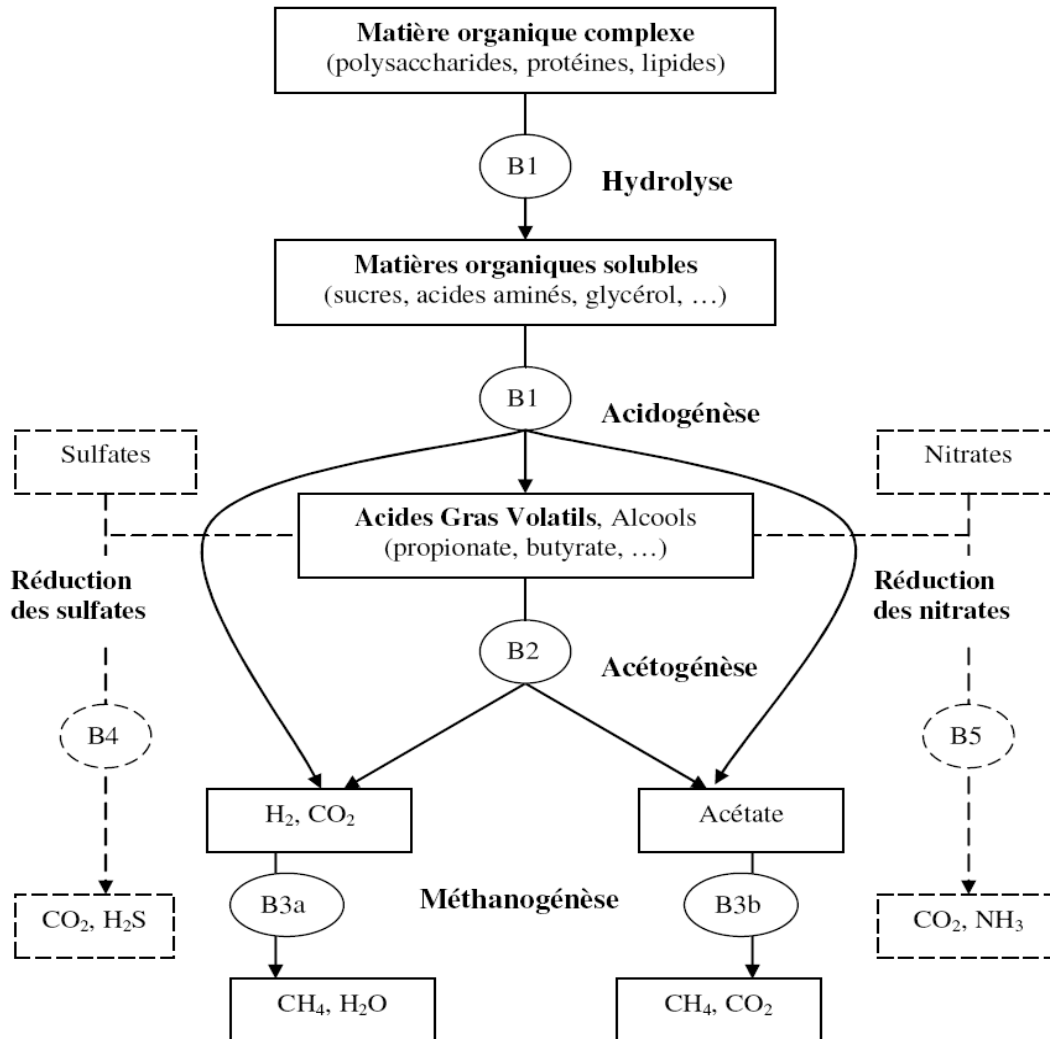 Matière organique complexe
(polysaccharides, protéines, lipides)
B1
Hydrolyse
Matières organiques solubles
(sucres, acides aminés, glycérol, …)
B1
Acidogénèse
Sulfates
Nitrates
Acides Gras Volatils, Alcools
(propionate, butyrate, …)
Réduction
des sulfates
Réduction
des nitrates
B2
Acétogénèse
B4
B5
H₂, CO₂
Acétate
B3a
Méthanogénèse
B3b
CO₂, H₂S
CO₂, NH₃
CH₄, H₂O
CH₄, CO₂